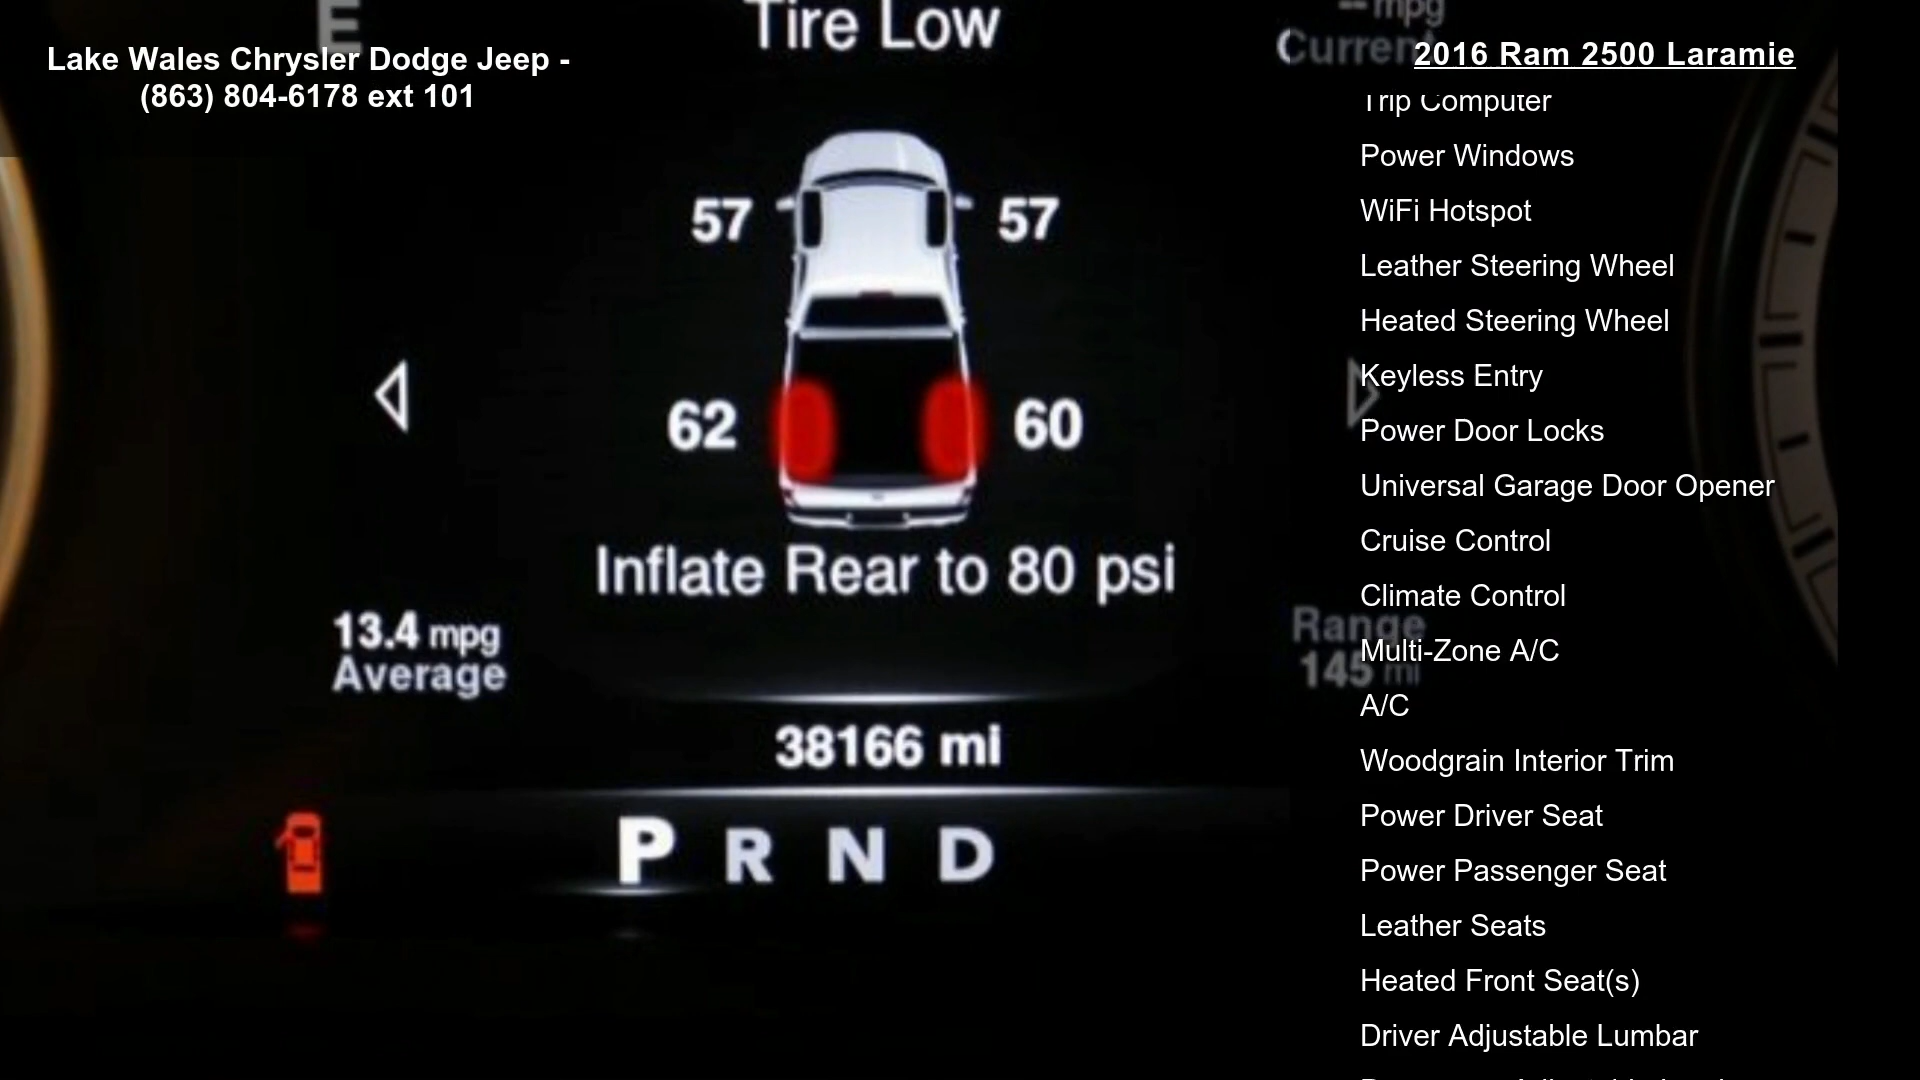 E
Tire Low
-- mpg
Current
Lake Wales Chrysler Dodge Jeep -
(863) 804-6178 ext 101
2016 Ram 2500 Laramie
57
57
62
60
Inflate Rear to 80 psi
13.4 mpg
Average
Range
145 mi
38166 mi
P R N D
Trip Computer
Power Windows
WiFi Hotspot
Leather Steering Wheel
Heated Steering Wheel
Keyless Entry
Power Door Locks
Universal Garage Door Opener
Cruise Control
Climate Control
Multi-Zone A/C
A/C
Woodgrain Interior Trim
Power Driver Seat
Power Passenger Seat
Leather Seats
Heated Front Seat(s)
Driver Adjustable Lumbar